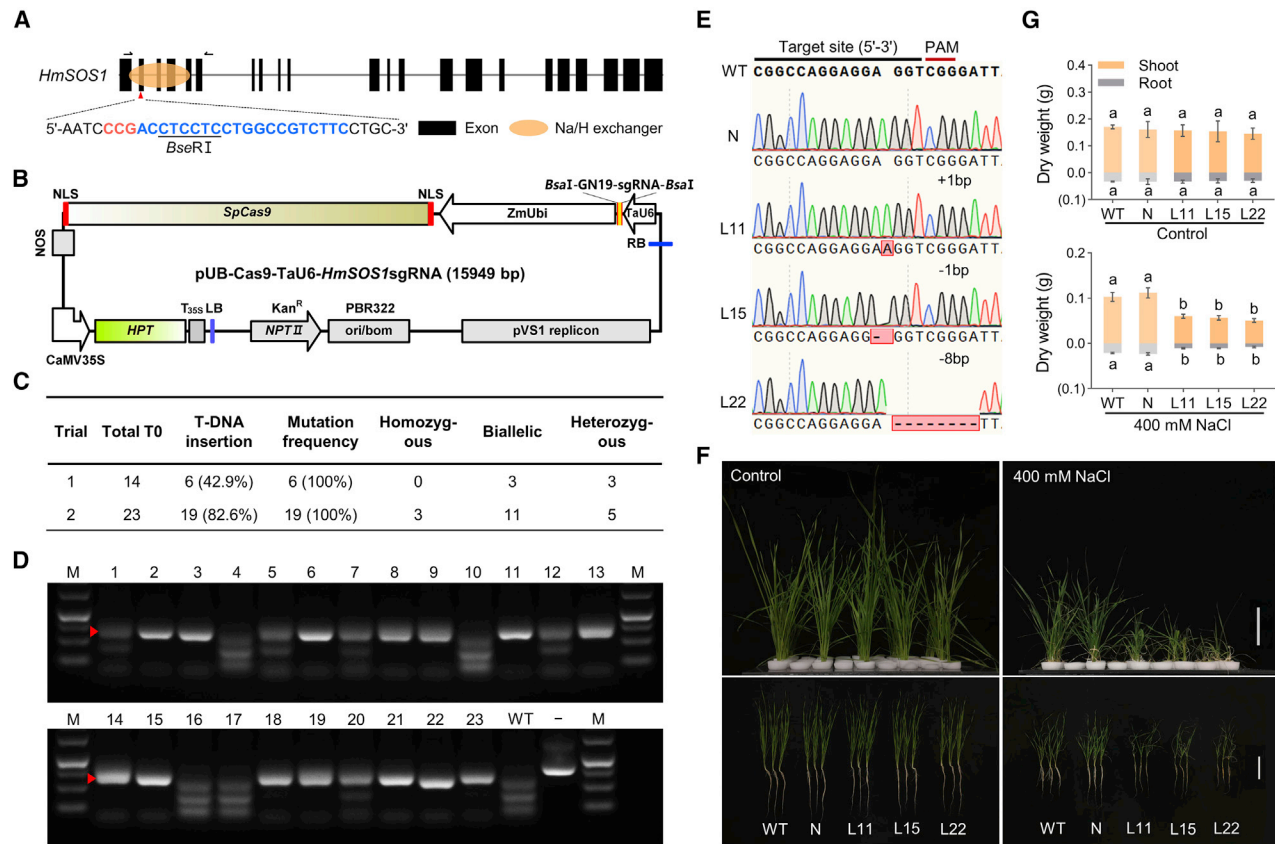 A
HmSOS1
5'-AATCCCGACCTCCTCCTGGCCGTCTTCCTGC-3'
BseRI
Exon
Na/H exchanger
B
NLS
NLS
BsaI-GN19-sgRNA-BsaI
SpCas9
ZmUbi
TaU6
NOS
RB
pUB-Cas9-TaU6-HmSOS1sgRNA (15949 bp)
T35S LB
KanR
PBR322
HPT
NPT II
ori/bom
pVS1 replicon
CaMV35S
C
Trial Total T0 T-DNA insertion Mutation frequency Homozyg-ous Biallelic Heterozyg-ous
1 14 6 (42.9%) 6 (100%) 0 3 3
2 23 19 (82.6%) 19 (100%) 3 11 5
D
M 1 2 3 4 5 6 7 8 9 10 11 12 13 M
M 14 15 16 17 18 19 20 21 22 23 WT – M
E
Target site (5'-3') PAM
WT CGGCCAGGAGGA GGTCGGGATT
N
CGGCCAGGAGGA GGTCGGGATT
+1bp
L11
CGGCCAGGAGGAAGGTCGGGATT
-1bp
L15
CGGCCAGGAGG- GGTCGGGATT
-8bp
L22
CGGCCAGGAGGA --------TT
F
Control
400 mM NaCl
WT N L11 L15 L22
WT N L11 L15 L22
G
Shoot
Root
Dry weight (g)
0.4
0.3
0.2
0.1
0.0
(0.1)
a a a a a
a a a a a
WT N L11 L15 L22
Control
Dry weight (g)
0.2
0.1
0.0
(0.1)
a a b b b
a a b b b
WT N L11 L15 L22
400 mM NaCl